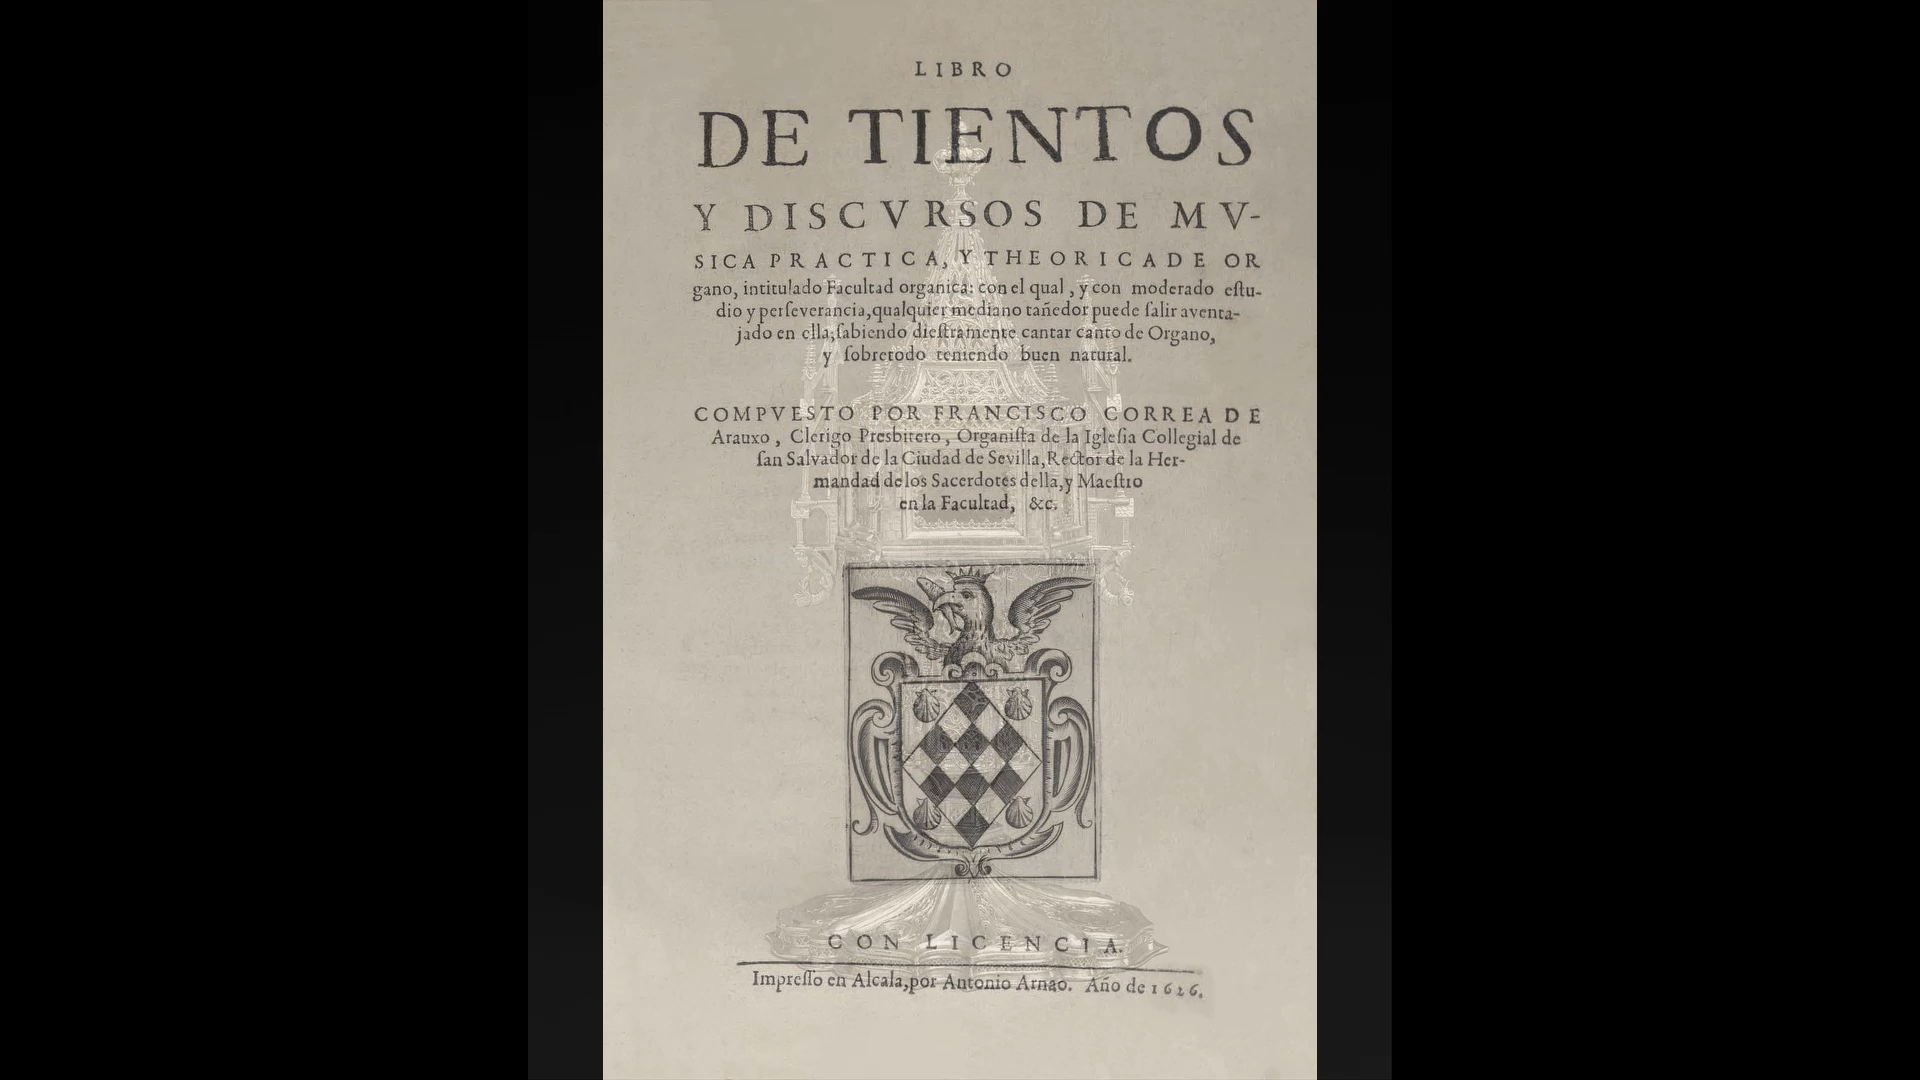 LIBRO
DE TIENTOS
Y DISCVRSOS DE MV-
SICA PRACTICA, Y THEORICA DE OR
gano, intitulado Facultad organica: con el qual, y con moderado eſtu-
dio y perſeverancia, qualquier mediano tañedor puede ſalir aventa-
jado en ella; ſabiendo dieſtramente cantar canto de Organo,
y ſobretodo teniendo buen natural.
COMPVESTO POR FRANCISCO CORREA DE
Arauxo, Clerigo Presbitero, Organiſta de la Igleſia Collegial de
ſan Salvador de la Ciudad de Sevilla, Rector de la Her-
mandad de los Sacerdotes della, y Maeſtro
en la Facultad, &c.
CON LICENCIA.
Impreſſo en Alcala, por Antonio Arnao. Año de 1626.